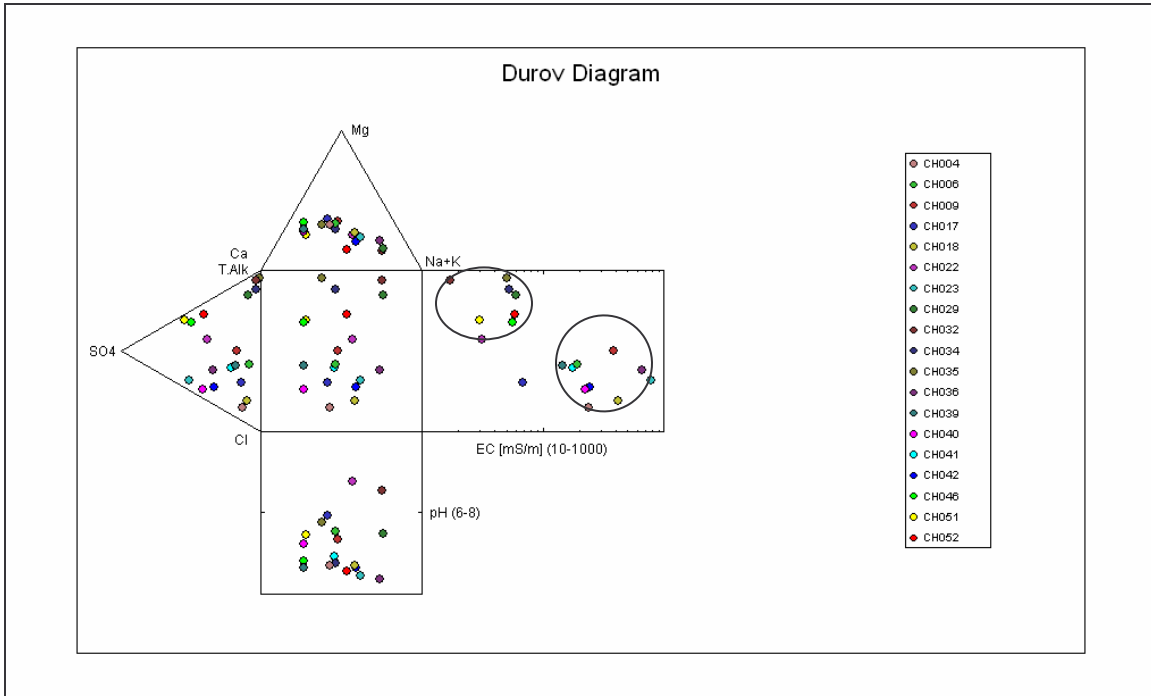 Durov Diagram
Mg
Ca
T.Alk
Na+K
SO4
Cl
EC [mS/m] (10-1000)
pH (6-8)
CH004
CH006
CH009
CH017
CH018
CH022
CH023
CH029
CH032
CH034
CH035
CH036
CH039
CH040
CH041
CH042
CH046
CH051
CH052